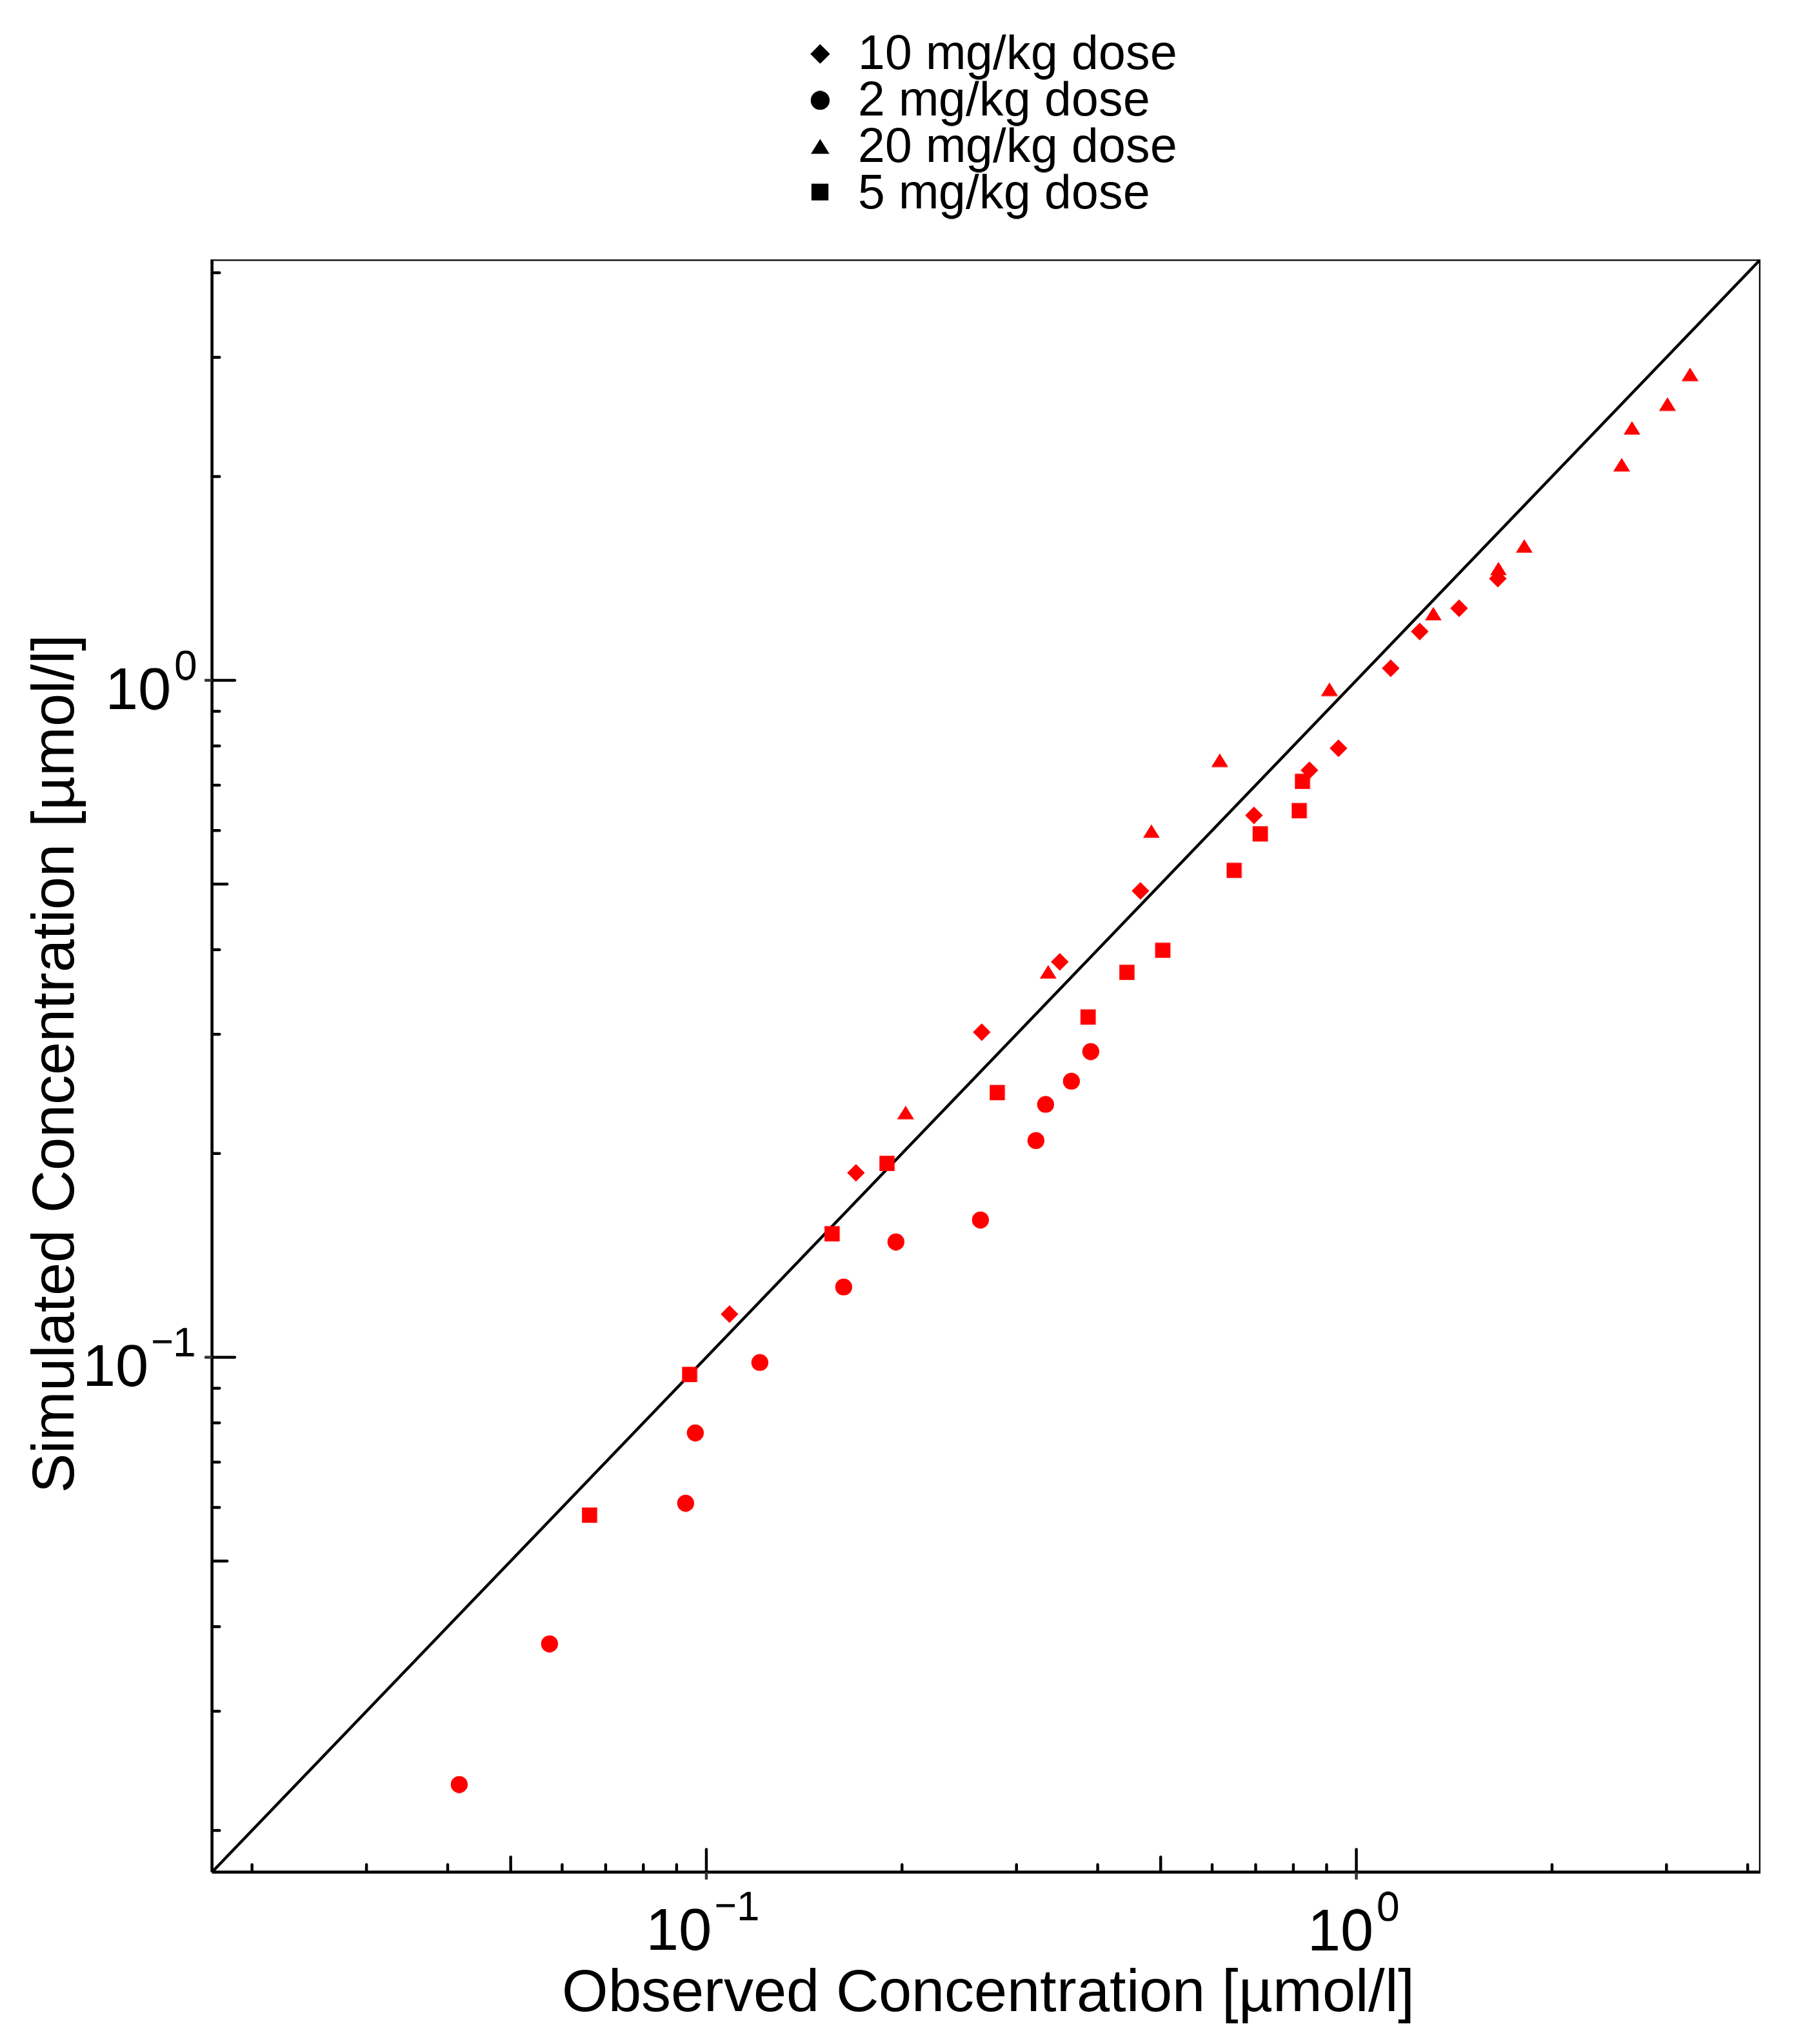 10 mg/kg dose
2 mg/kg dose
20 mg/kg dose
5 mg/kg dose
Simulated Concentration [µmol/l]
10⁰
10⁻¹
10⁻¹ 10⁰
Observed Concentration [µmol/l]